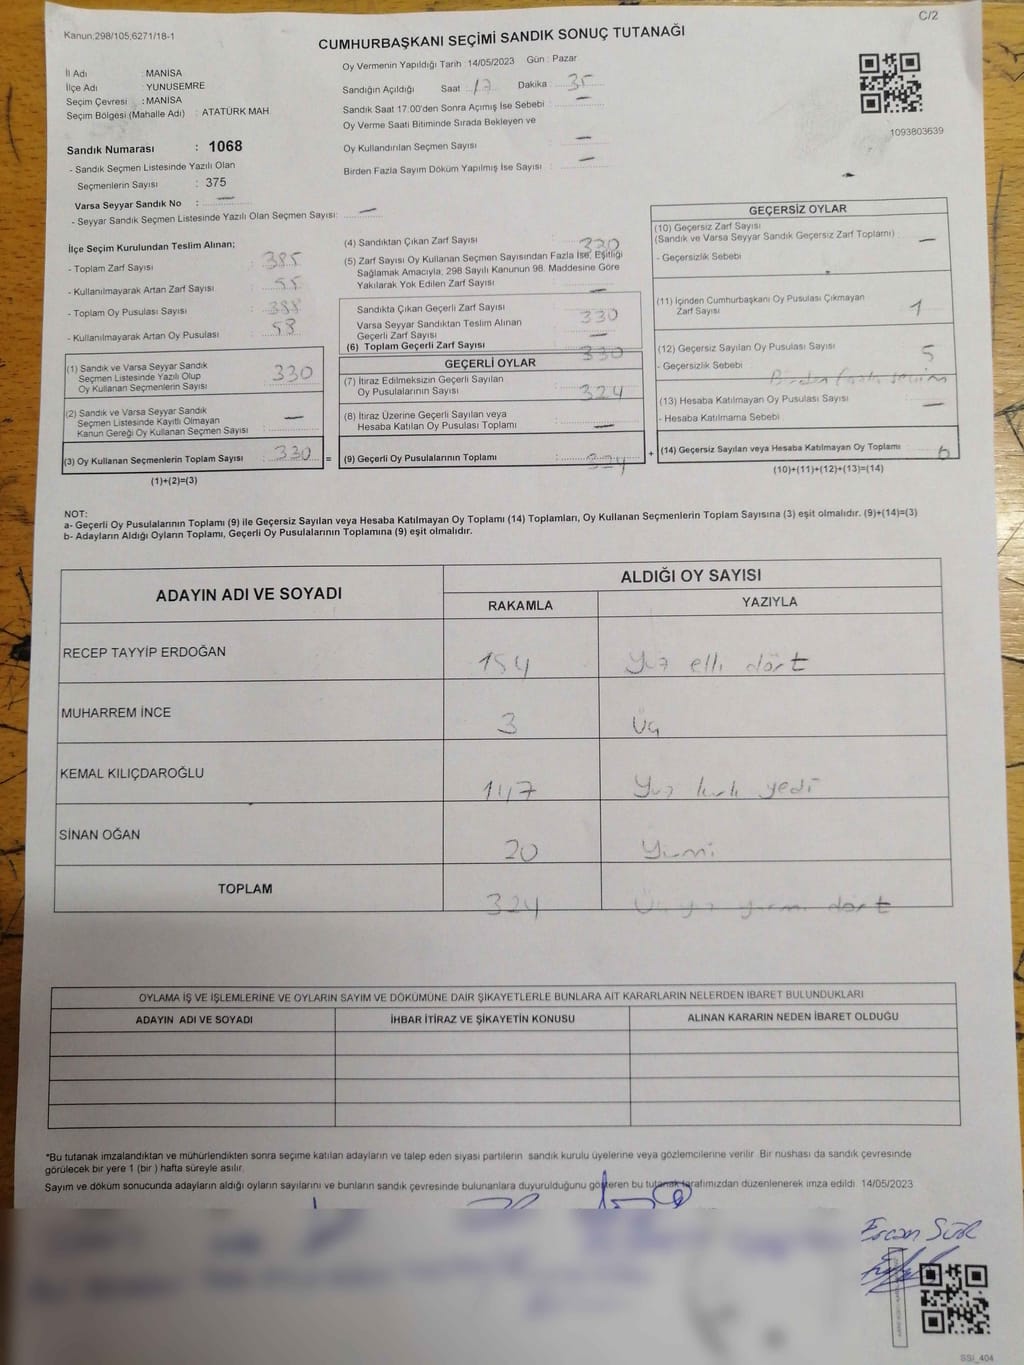 Kanun:298/105,6271/18-1
C/2
CUMHURBAŞKANI SEÇİMİ SANDIK SONUÇ TUTANAĞI
İl Adı : MANİSA
İlçe Adı : YUNUSEMRE
Seçim Çevresi : MANİSA
Seçim Bölgesi (Mahalle Adı) : ATATÜRK MAH.
Sandık Numarası : 1068
- Sandık Seçmen Listesinde Yazılı Olan
Seçmenlerin Sayısı : 375
Varsa Seyyar Sandık No : —
- Seyyar Sandık Seçmen Listesinde Yazılı Olan Seçmen Sayısı: —
Oy Vermenin Yapıldığı Tarih :14/05/2023 Gün : Pazar
Sandığın Açıldığı Saat 17 Dakika 35
Sandık Saat 17.00'den Sonra Açımış İse Sebebi : —
Oy Verme Saati Bitiminde Sırada Bekleyen ve
Oy Kullandırılan Seçmen Sayısı : —
Birden Fazla Sayım Döküm Yapılmış İse Sayısı : —
1093803639
İlçe Seçim Kurulundan Teslim Alınan;
- Toplam Zarf Sayısı : 385
- Kullanılmayarak Artan Zarf Sayısı : 55
- Toplam Oy Pusulası Sayısı : 388
- Kullanılmayarak Artan Oy Pusulası : 58
(1) Sandık ve Varsa Seyyar Sandık
Seçmen Listesinde Yazılı Olup
Oy Kullanan Seçmenlerin Sayısı : 330
(2) Sandık ve Varsa Seyyar Sandık
Seçmen Listesinde Kayıtlı Olmayan
Kanun Gereği Oy Kullanan Seçmen Sayısı : —
(3) Oy Kullanan Seçmenlerin Toplam Sayısı : 330 =
(1)+(2)=(3)
(4) Sandıktan Çıkan Zarf Sayısı : 330
(5) Zarf Sayısı Oy Kullanan Seçmen Sayısından Fazla İse, Eşitliği
Sağlamak Amacıyla, 298 Sayılı Kanunun 98. Maddesine Göre
Yakılarak Yok Edilen Zarf Sayısı : —
Sandıkta Çıkan Geçerli Zarf Sayısı : 330
Varsa Seyyar Sandıktan Teslim Alınan
Geçerli Zarf Sayısı : —
(6) Toplam Geçerli Zarf Sayısı : 330
GEÇERLİ OYLAR
(7) İtiraz Edilmeksizin Geçerli Sayılan
Oy Pusulalarının Sayısı : 324
(8) İtiraz Üzerine Geçerli Sayılan veya
Hesaba Katılan Oy Pusulası Toplamı : —
(9) Geçerli Oy Pusulalarının Toplamı : 324 +
GEÇERSİZ OYLAR
(10) Geçersiz Zarf Sayısı
(Sandık ve Varsa Seyyar Sandık Geçersiz Zarf Toplamı) : —
- Geçersizlik Sebebi
(11) İçinden Cumhurbaşkanı Oy Pusulası Çıkmayan
Zarf Sayısı : 1
(12) Geçersiz Sayılan Oy Pusulası Sayısı : 5
- Geçersizlik Sebebi : Birden fazla seçim
(13) Hesaba Katılmayan Oy Pusulası Sayısı : —
- Hesaba Katılmama Sebebi
(14) Geçersiz Sayılan veya Hesaba Katılmayan Oy Toplamı : 6
(10)+(11)+(12)+(13)=(14)
NOT:
a- Geçerli Oy Pusulalarının Toplamı (9) ile Geçersiz Sayılan veya Hesaba Katılmayan Oy Toplamı (14) Toplamları, Oy Kullanan Seçmenlerin Toplam Sayısına (3) eşit olmalıdır. (9)+(14)=(3)
b- Adayların Aldığı Oyların Toplamı, Geçerli Oy Pusulalarının Toplamına (9) eşit olmalıdır.
ADAYIN ADI VE SOYADI
ALDIĞI OY SAYISI
RAKAMLA YAZIYLA
RECEP TAYYİP ERDOĞAN 154 Yüz elli dört
MUHARREM İNCE 3 Üç
KEMAL KILIÇDAROĞLU 147 Yüz kırk yedi
SİNAN OĞAN 20 Yirmi
TOPLAM 324 Üç yüz yirmi dört
OYLAMA İŞ VE İŞLEMLERİNE VE OYLARIN SAYIM VE DÖKÜMÜNE DAİR ŞİKAYETLERLE BUNLARA AİT KARARLARIN NELERDEN İBARET BULUNDUKLARI
ADAYIN ADI VE SOYADI İHBAR İTİRAZ VE ŞİKAYETİN KONUSU ALINAN KARARIN NEDEN İBARET OLDUĞU
*Bu tutanak imzalandıktan ve mühürlendikten sonra seçime katılan adayların ve talep eden siyasi partilerin sandık kurulu üyelerine veya gözlemcilerine verilir. Bir nushası da sandık çevresinde
görülecek bir yere 1 (bir ) hafta süreyle asılır.
Sayım ve döküm sonucunda adayların aldığı oyların sayılarını ve bunların sandık çevresinde bulunanlara duyurulduğunu gösteren bu tutanak tarafımızdan düzenlenerek imza edildi. 14/05/2023
Ercan
SSI_404